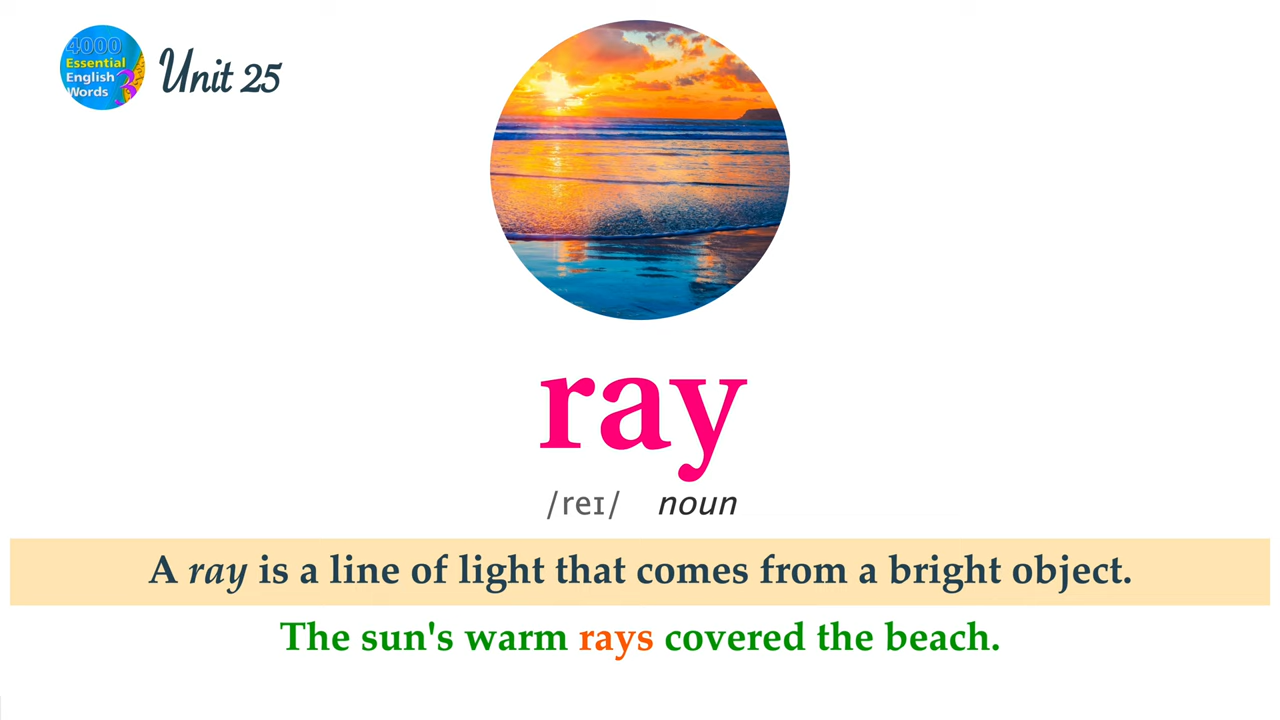 4000
Essential
English
Words 3
Unit 25
ray
/reɪ/ noun
A ray is a line of light that comes from a bright object.
The sun's warm rays covered the beach.